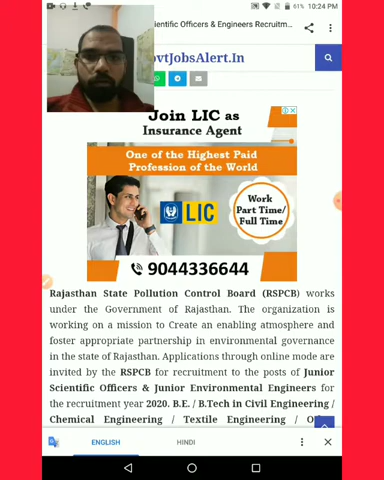 61% 10:24 PM
ientific Officers & Engineers Recruitm...
ovtJobsAlert.In
Join LIC as
Insurance Agent
One of the Highest Paid
Profession of the World
LIC
Work
Part Time/
Full Time
9044336644
Rajasthan State Pollution Control Board (RSPCB) works
under the Government of Rajasthan. The organization is
working on a mission to Create an enabling atmosphere and
foster appropriate partnership in environmental governance
in the state of Rajasthan. Applications through online mode are
invited by the RSPCB for recruitment to the posts of Junior
Scientific Officers & Junior Environmental Engineers for
the recruitment year 2020. B.E. / B.Tech in Civil Engineering /
Chemical Engineering / Textile Engineering /
ENGLISH HINDI